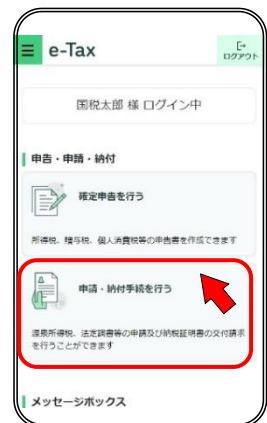 e-Tax
ログアウト
国税太郎 様 ログイン中
申告・申請・納付
確定申告を行う
所得税、贈与税、個人消費税等の申告書を作成できます
申請・納付手続を行う
源泉所得税、法定調書等の申請及び納税証明書の交付請求
を行うことができます
メッセージボックス